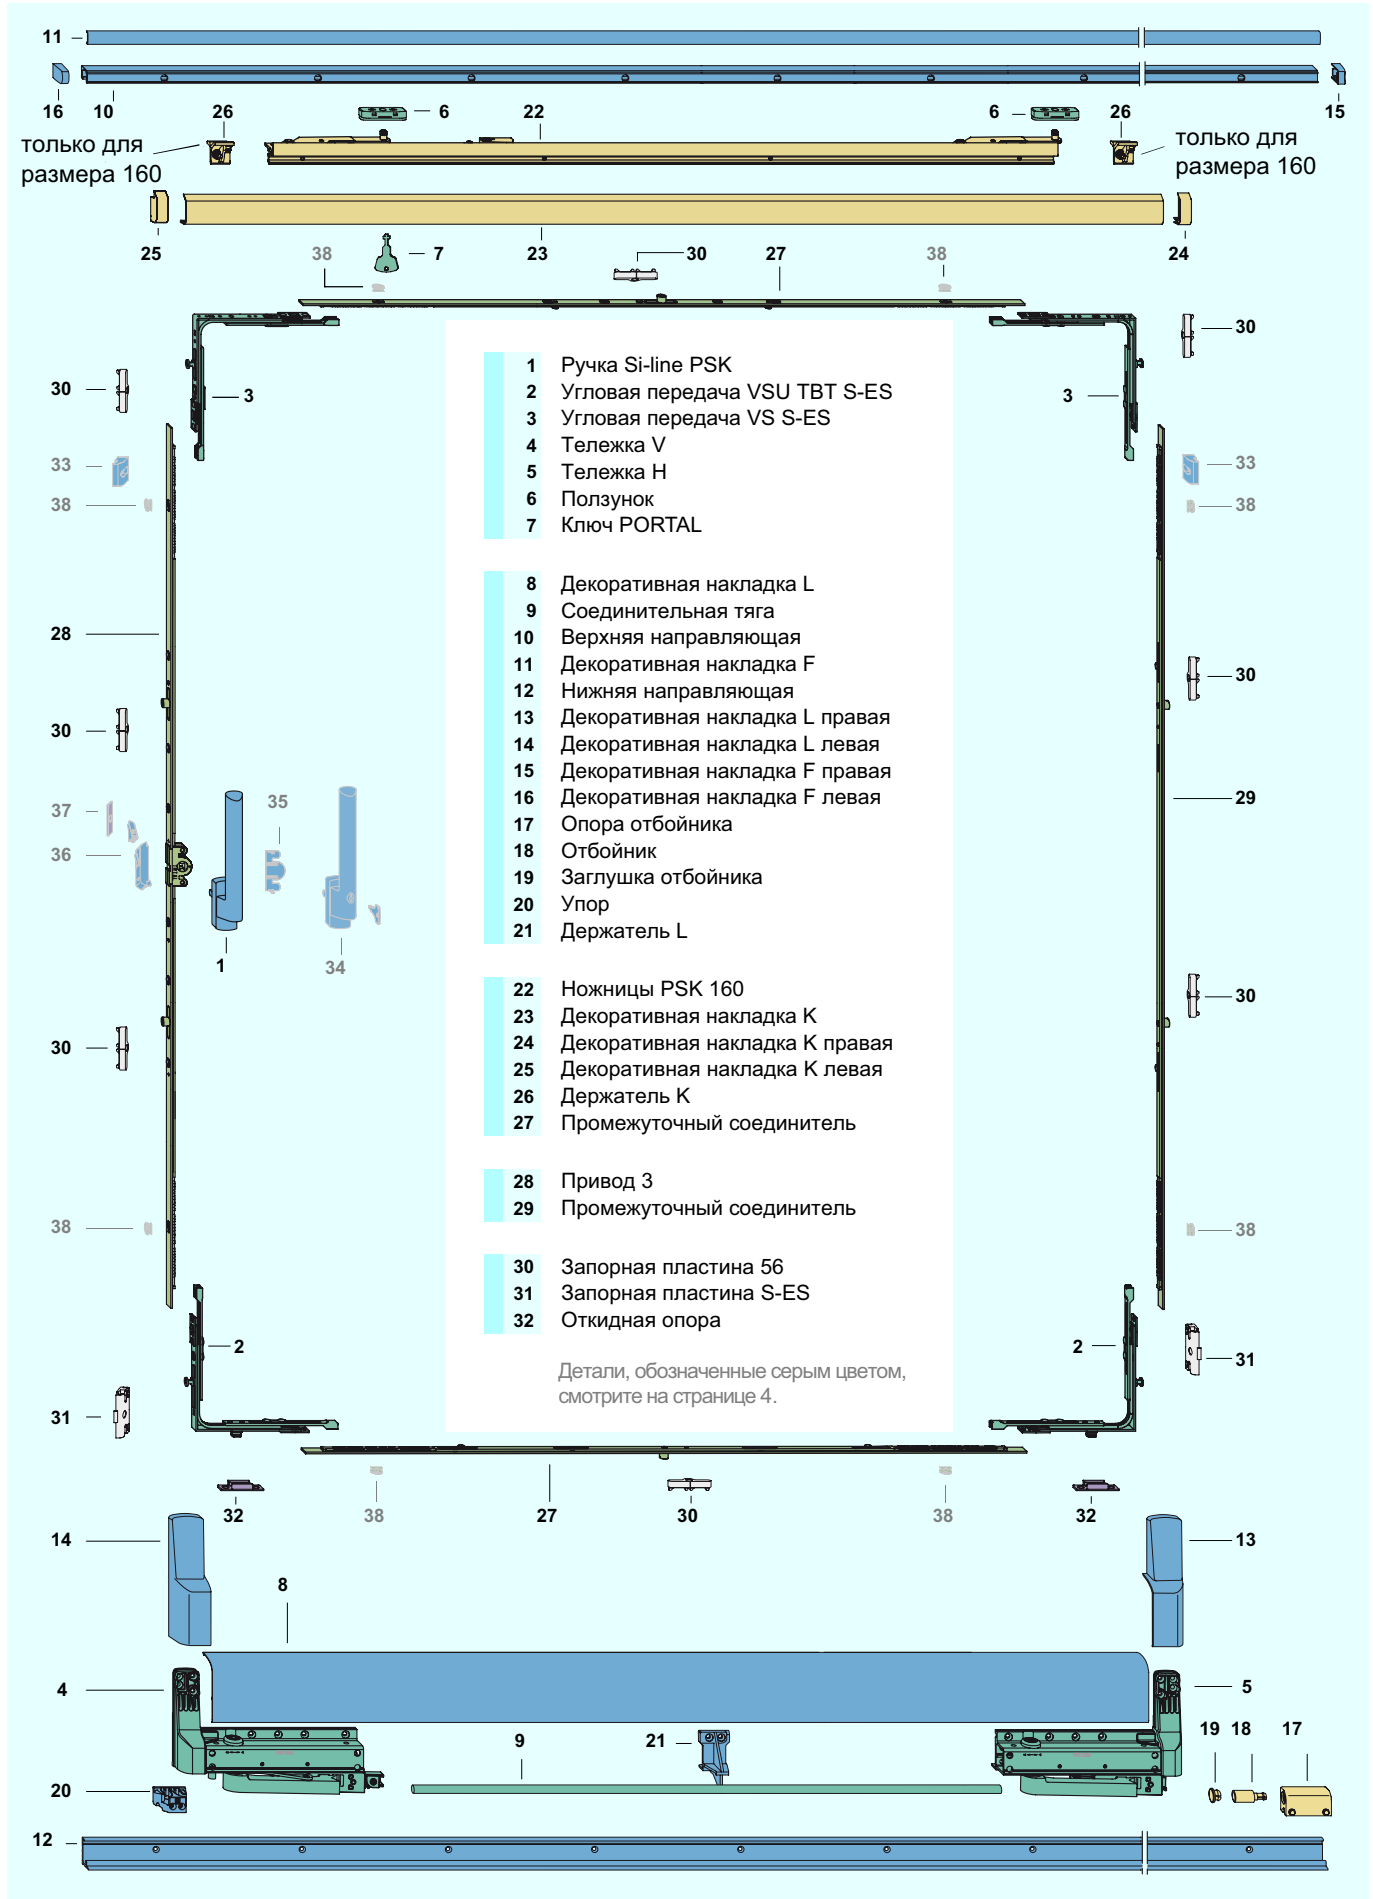 11
16
10
26
6
22
6
26
15
только для
размера 160
только для
размера 160
25
38
7
23
30
27
38
24
30
30
3
3
33
33
38
38
28
30
30
29
37
35
36
1
34
30
30
38
38
2
2
31
31
1 Ручка Si-line PSK
2 Угловая передача VSU TBT S-ES
3 Угловая передача VS S-ES
4 Тележка V
5 Тележка H
6 Ползунок
7 Ключ PORTAL
8 Декоративная накладка L
9 Соединительная тяга
10 Верхняя направляющая
11 Декоративная накладка F
12 Нижняя направляющая
13 Декоративная накладка L правая
14 Декоративная накладка L левая
15 Декоративная накладка F правая
16 Декоративная накладка F левая
17 Опора отбойника
18 Отбойник
19 Заглушка отбойника
20 Упор
21 Держатель L
22 Ножницы PSK 160
23 Декоративная накладка K
24 Декоративная накладка K правая
25 Декоративная накладка K левая
26 Держатель K
27 Промежуточный соединитель
28 Привод 3
29 Промежуточный соединитель
30 Запорная пластина 56
31 Запорная пластина S-ES
32 Откидная опора
Детали, обозначенные серым цветом,
смотрите на странице 4.
32
38
27
30
38
32
14
13
8
4
5
9
21
19
18
17
20
12